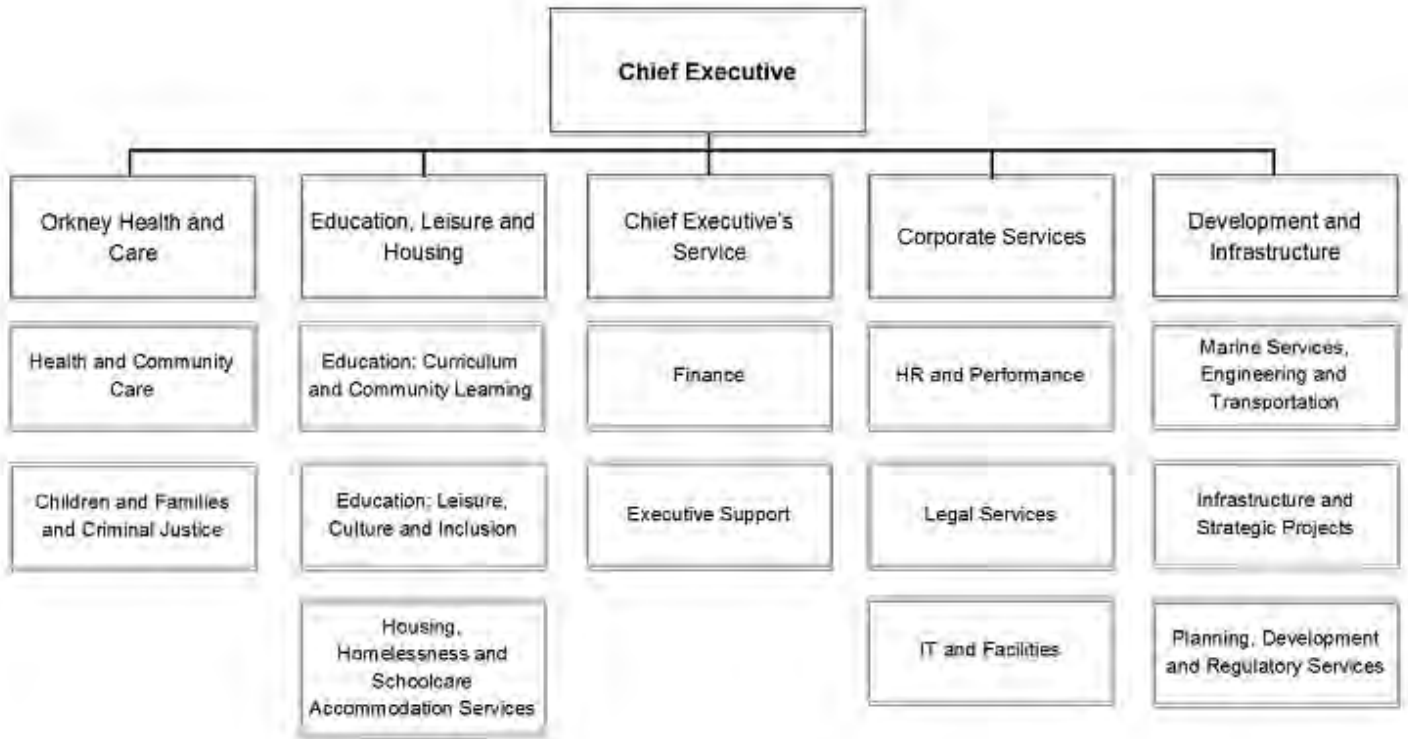 Chief Executive
Orkney Health and
Care
Education, Leisure and
Housing
Chief Executive's
Service
Corporate Services
Development and
Infrastructure
Health and Community
Care
Education: Curriculum
and Community Learning
Finance
HR and Performance
Marine Services,
Engineering and
Transportation
Children and Families
and Criminal Justice
Education; Leisure,
Culture and Inclusion
Executive Support
Legal Services
Infrastructure and
Strategic Projects
Housing,
Homelessness and
Schoolcare
Accommodation Services
IT and Facilities
Planning, Development
and Regulatory Services